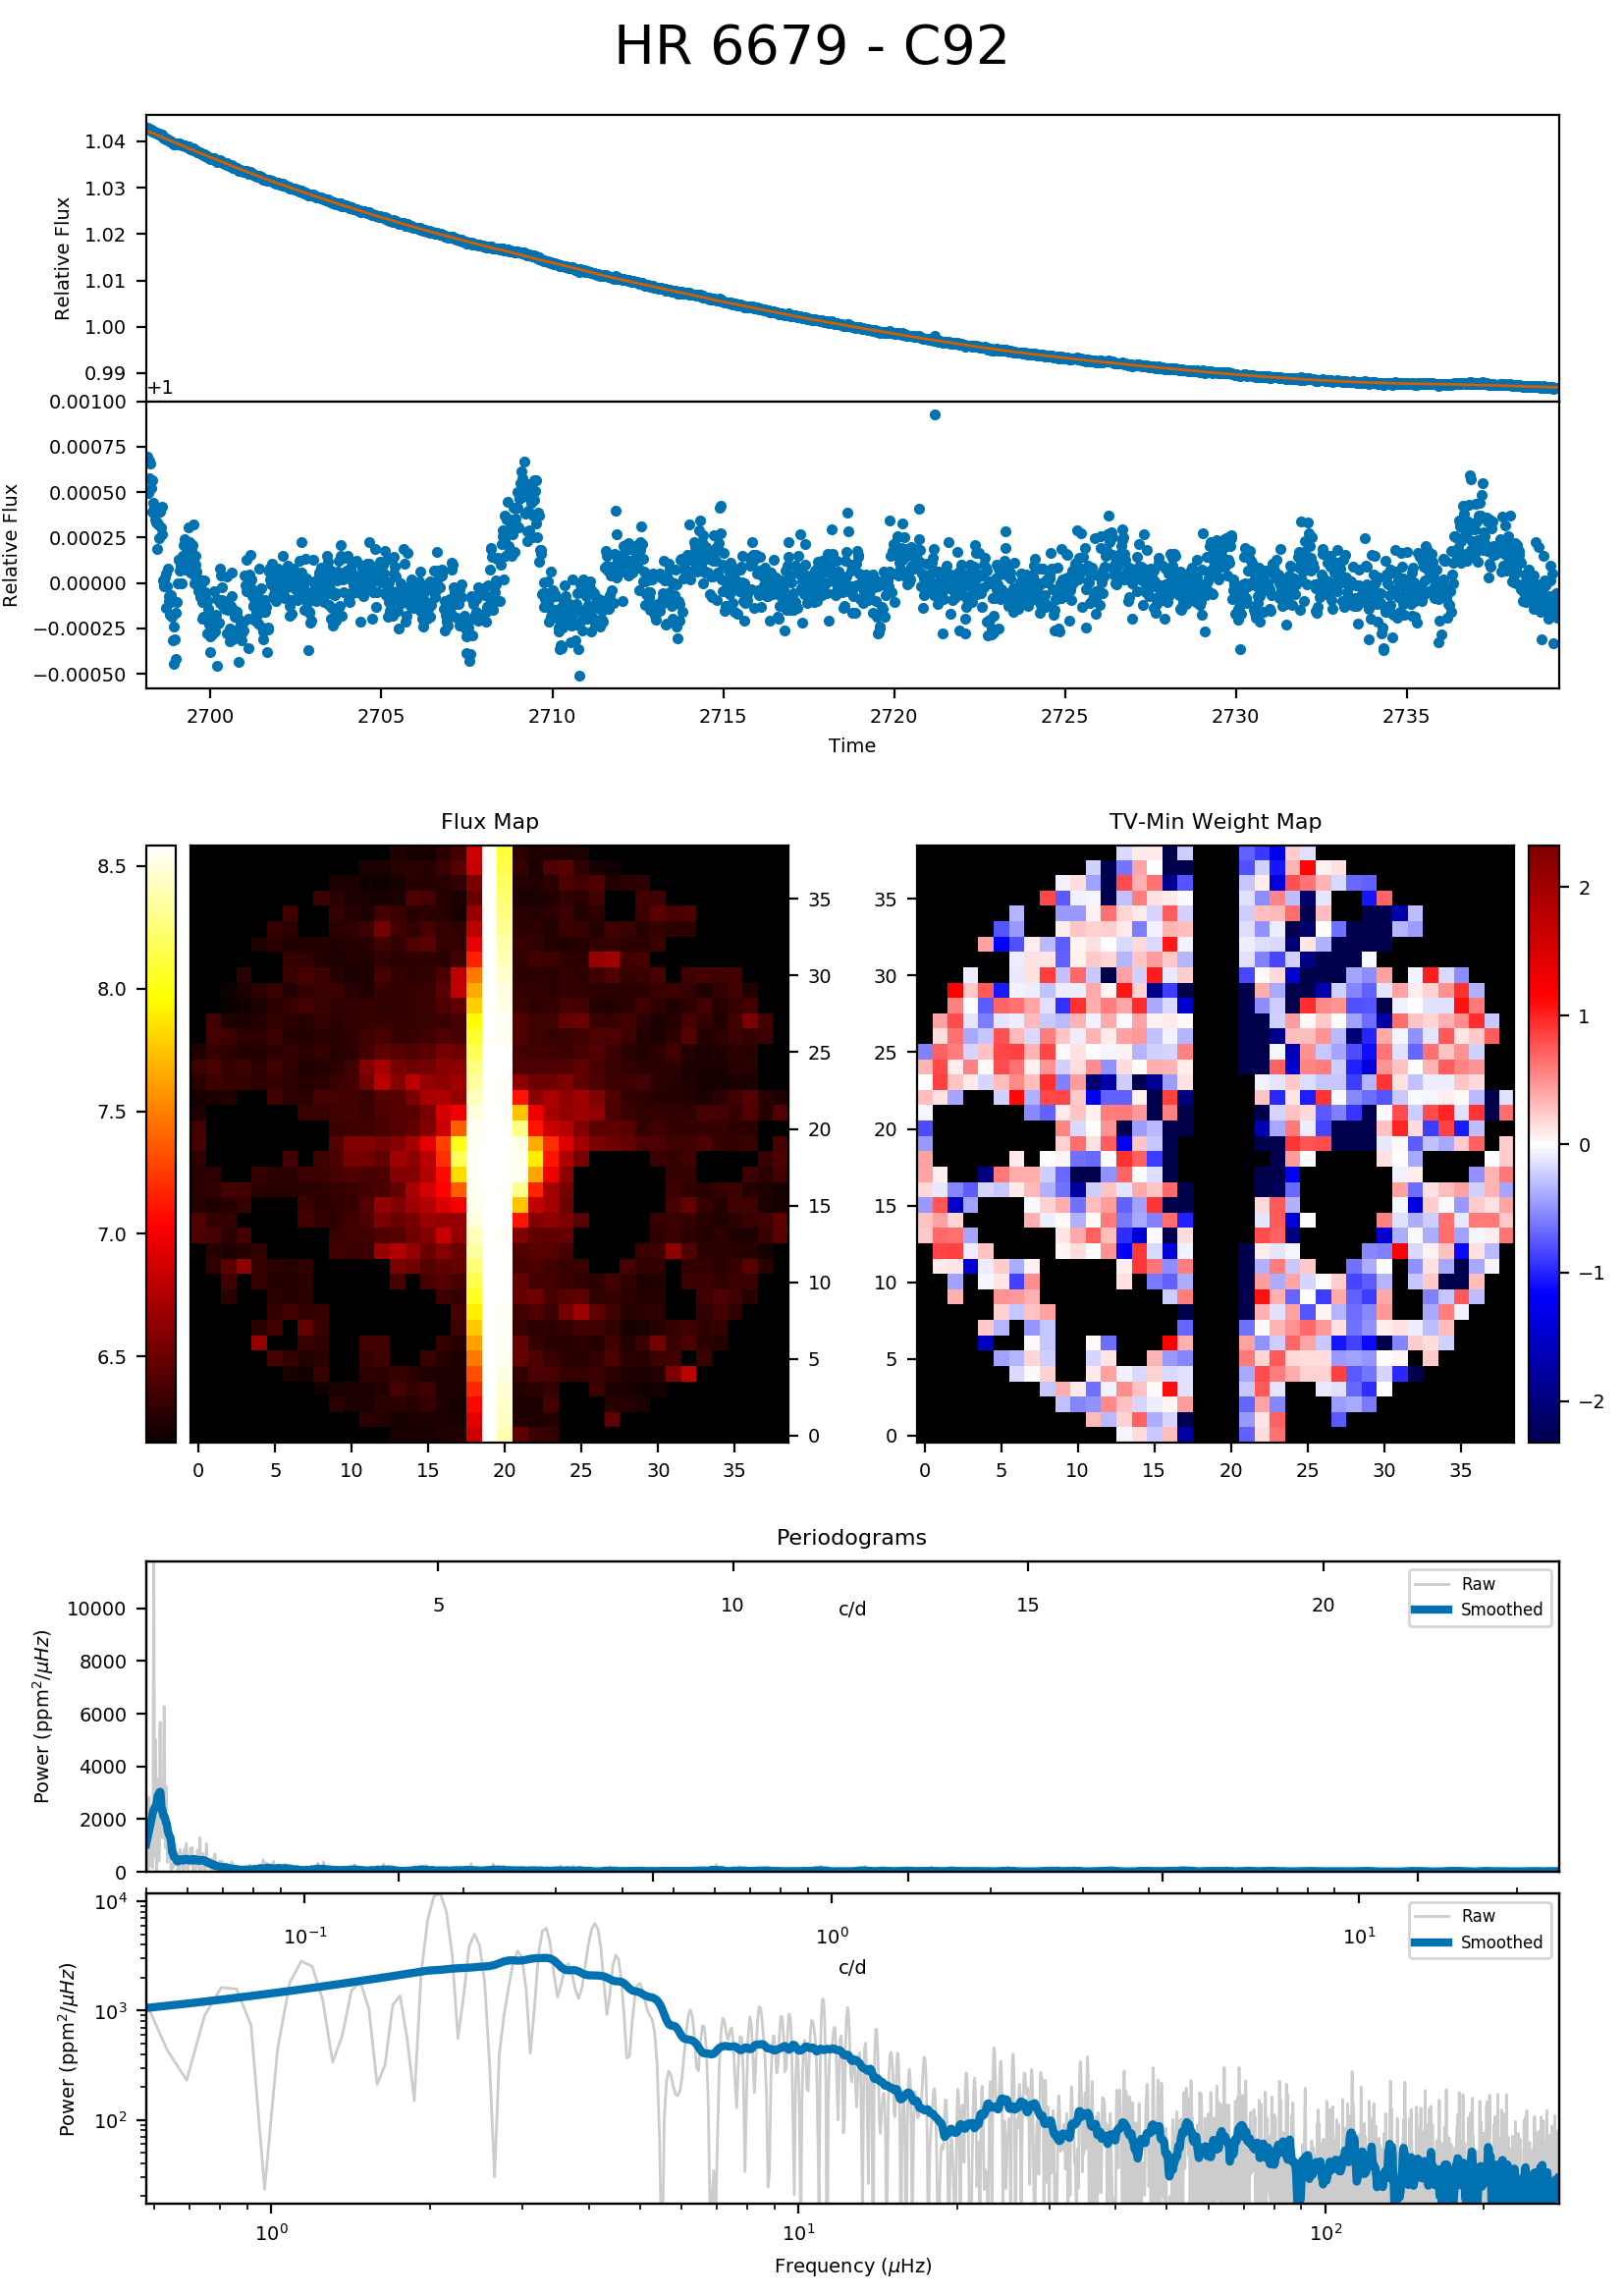 HR 6679 - C92
1.04
1.03
1.02
1.01
1.00
0.99
Relative Flux
+1
0.00100
0.00075
0.00050
0.00025
0.00000
−0.00025
−0.00050
Relative Flux
2700 2705 2710 2715 2720 2725 2730 2735
Time
Flux Map
8.5
8.0
7.5
7.0
6.5
35
30
25
20
15
10
5
0
0 5 10 15 20 25 30 35
TV-Min Weight Map
35
30
25
20
15
10
5
0
0 5 10 15 20 25 30 35
2
1
0
−1
−2
Periodograms
5 10 15 20
c/d
Raw
Smoothed
10000
8000
6000
4000
2000
0
Power (ppm²/μHz)
10⁻¹ 10⁰ 10¹
c/d
Raw
Smoothed
10⁴
10³
10²
Power (ppm²/μHz)
10⁰ 10¹ 10²
Frequency (μHz)